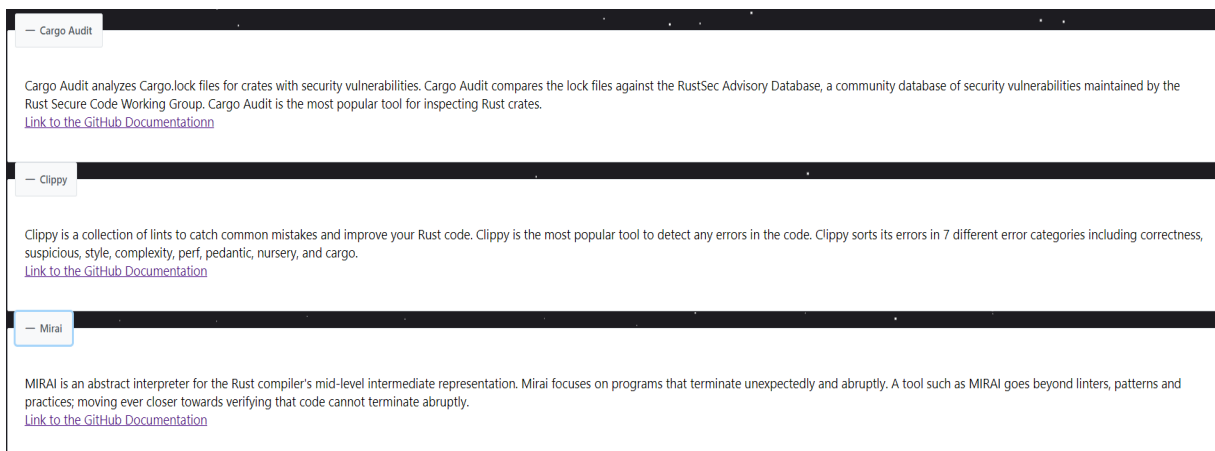 — Cargo Audit
Cargo Audit analyzes Cargo.lock files for crates with security vulnerabilities. Cargo Audit compares the lock files against the RustSec Advisory Database, a community database of security vulnerabilities maintained by the
Rust Secure Code Working Group. Cargo Audit is the most popular tool for inspecting Rust crates.
Link to the GitHub Documentationn
— Clippy
Clippy is a collection of lints to catch common mistakes and improve your Rust code. Clippy is the most popular tool to detect any errors in the code. Clippy sorts its errors in 7 different error categories including correctness,
suspicious, style, complexity, perf, pedantic, nursery, and cargo.
Link to the GitHub Documentation
— Mirai
MIRAI is an abstract interpreter for the Rust compiler's mid-level intermediate representation. Mirai focuses on programs that terminate unexpectedly and abruptly. A tool such as MIRAI goes beyond linters, patterns and
practices; moving ever closer towards verifying that code cannot terminate abruptly.
Link to the GitHub Documentation